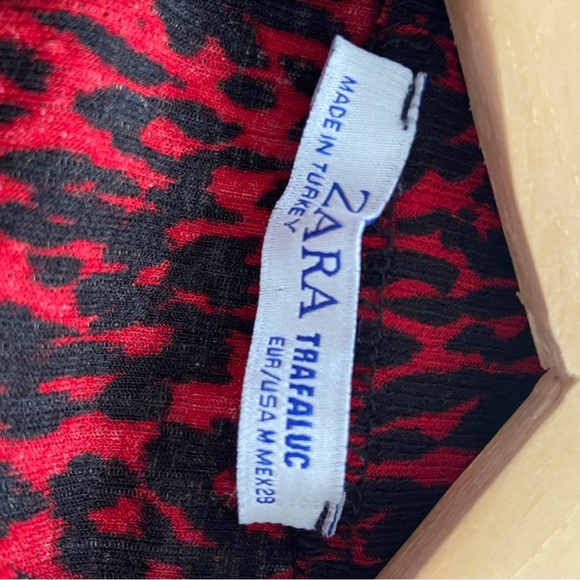 ZARA TRAFALUC
MADE IN TURKEY
EUR/USA M MEX28